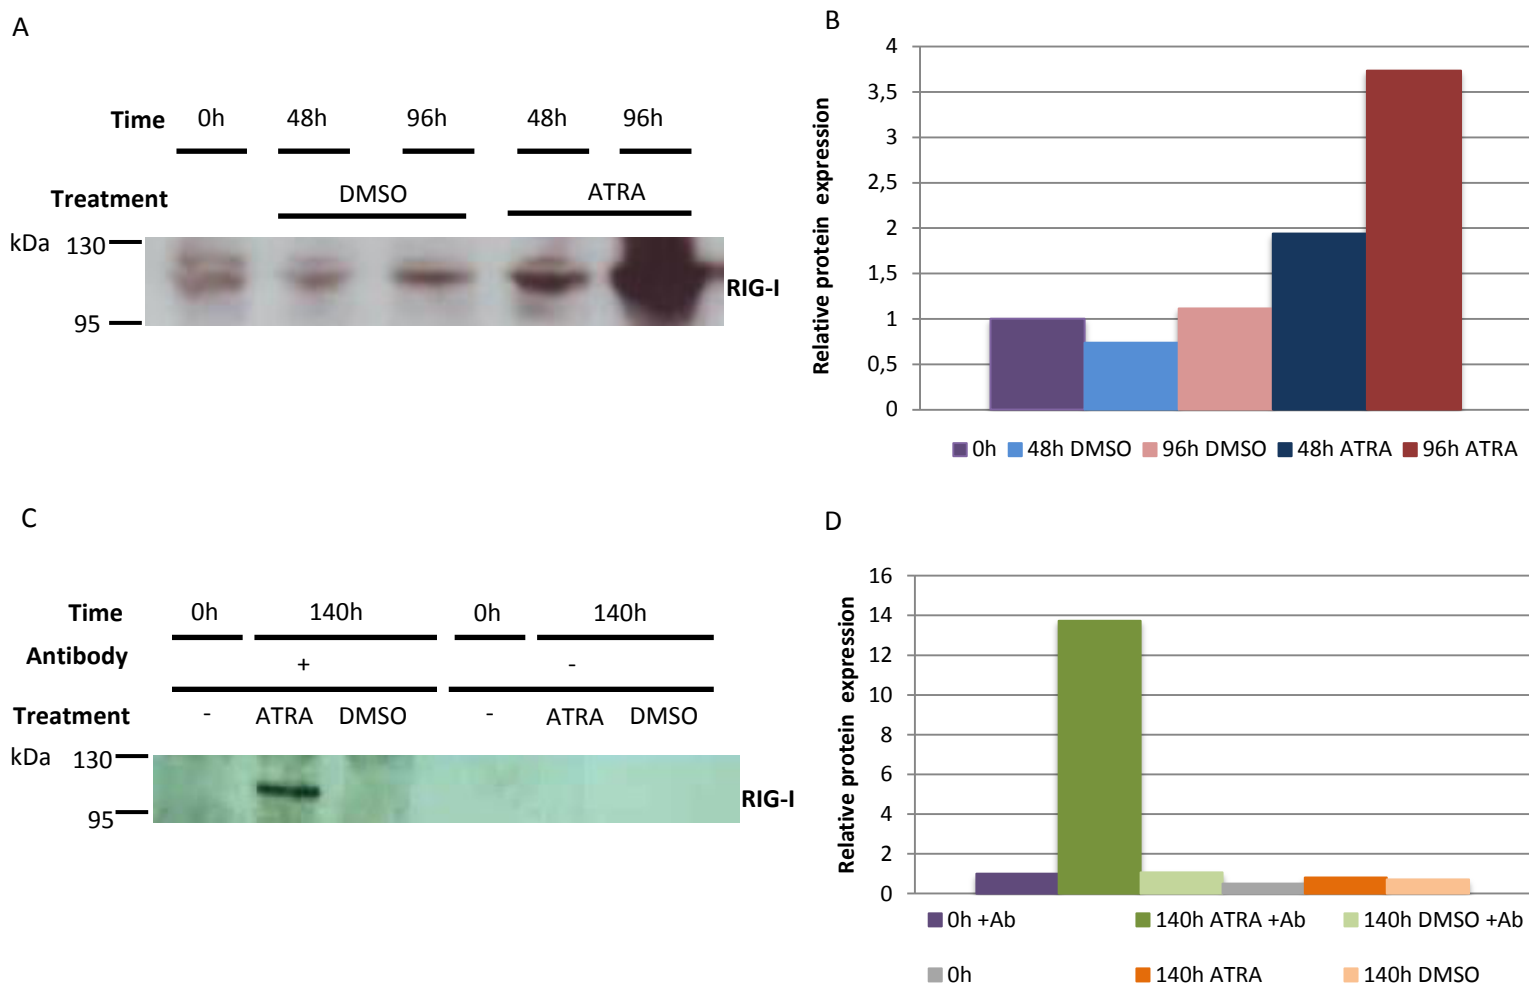 A
Time 0h 48h 96h 48h 96h
Treatment DMSO ATRA
kDa 130
RIG-I
95
B
Relative protein expression
4
3,5
3
2,5
2
1,5
1
0,5
0
0h 48h DMSO 96h DMSO 48h ATRA 96h ATRA
C
Time 0h 140h 0h 140h
Antibody + -
Treatment - ATRA DMSO - ATRA DMSO
kDa 130
RIG-I
95
D
Relative protein expression
16
14
12
10
8
6
4
2
0
0h +Ab 140h ATRA +Ab 140h DMSO +Ab
0h 140h ATRA 140h DMSO